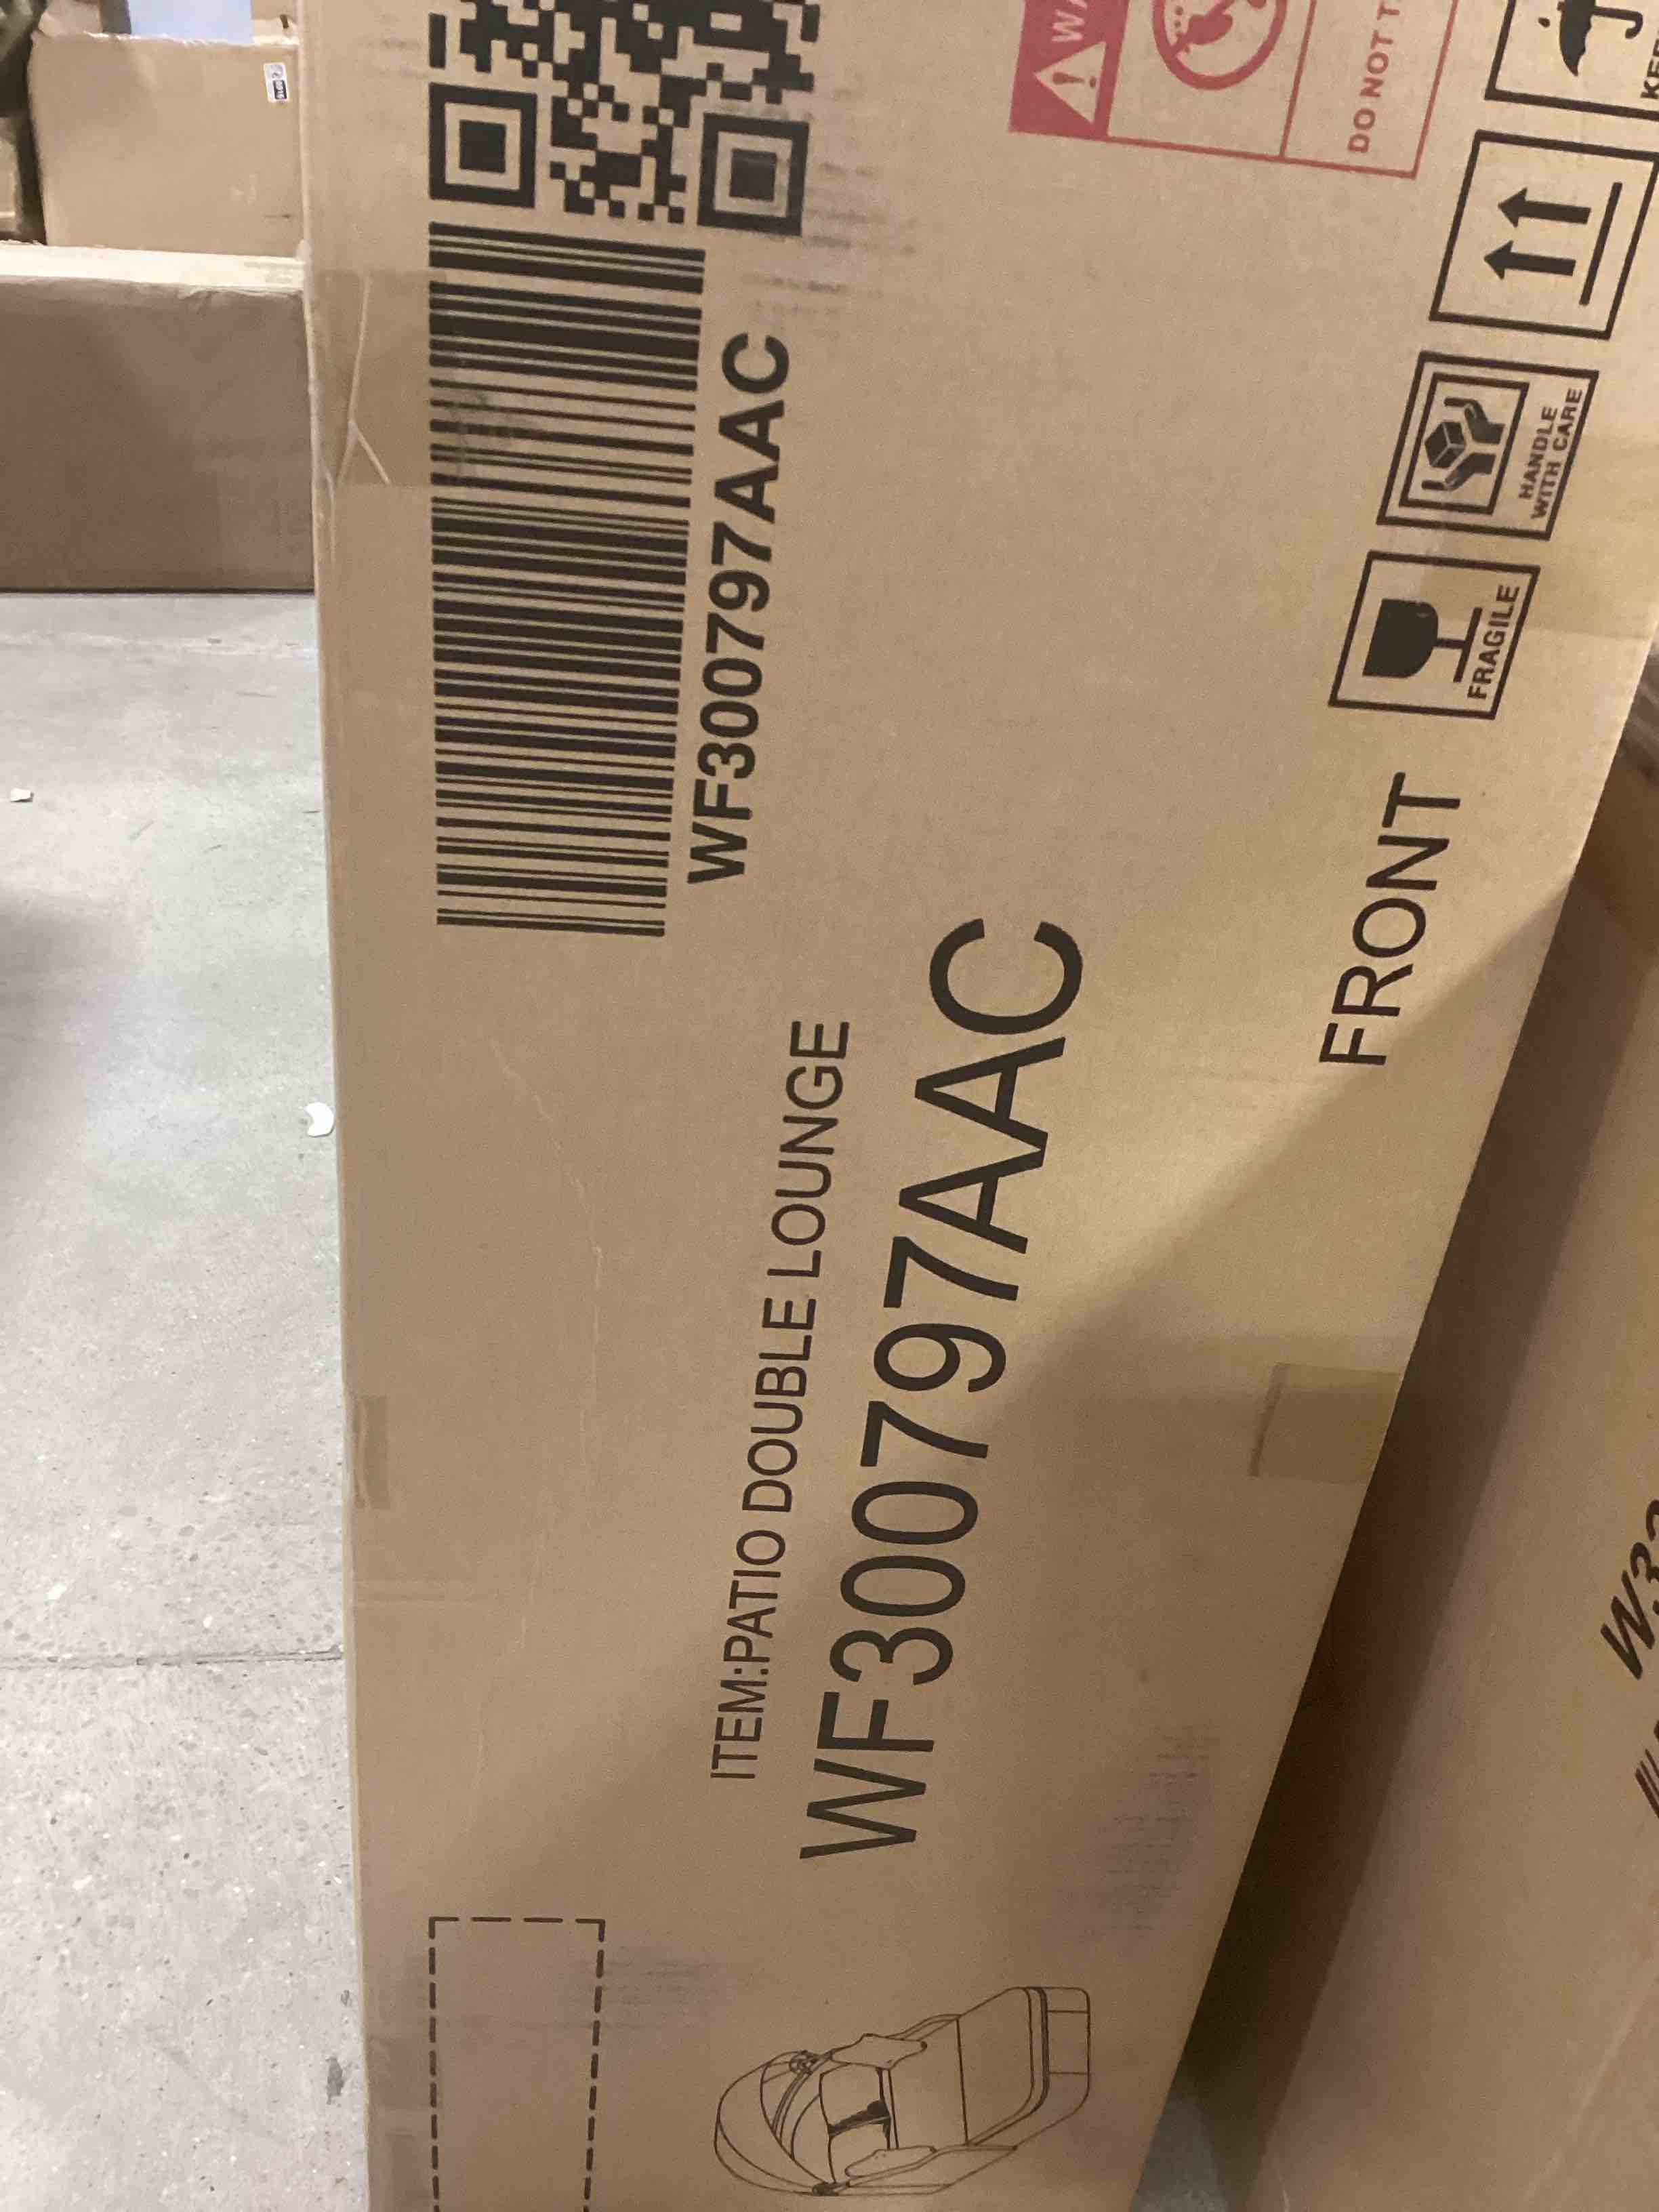 WF300797AAC
ITEM:PATIO DOUBLE LOUNGE
WF300797AAC
FRONT
FRAGILE
HANDLE
WITH CARE
DO NOT